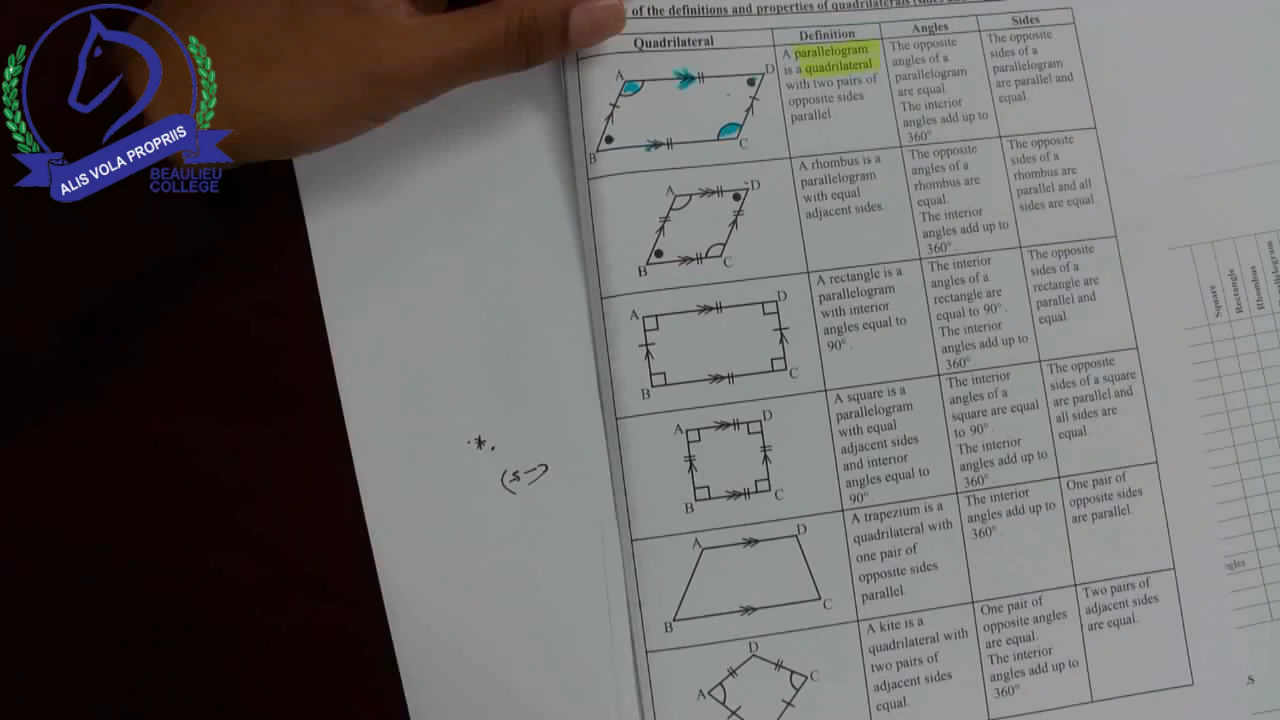 ALIS VOLA PROPRIIS
BEAULIEU
COLLEGE
of the definitions and properties of quadrilaterals
Quadrilateral
Definition
Angles
Sides
A
D
B
C
A parallelogram
is a quadrilateral
with two pairs of
opposite sides
parallel.
The opposite
angles of a
parallelogram
are equal.
The interior
angles add up to
360°.
The opposite
sides of a
parallelogram
are parallel and
equal.
A
D
B
C
A rhombus is a
parallelogram
with equal
adjacent sides.
The opposite
angles of a
rhombus are
equal.
The interior
angles add up to
360°.
The opposite
sides of a
rhombus are
parallel and all
sides are equal.
A
D
B
C
A rectangle is a
parallelogram
with interior
angles equal to
90°.
The interior
angles of a
rectangle are
equal to 90°.
The interior
angles add up to
360°.
The opposite
sides of a
rectangle are
parallel and
equal.
A
D
B
C
A square is a
parallelogram
with equal
adjacent sides
and interior
angles equal to
90°.
The interior
angles of a
square are equal
to 90°.
The interior
angles add up to
360°.
The opposite
sides of a square
are parallel and
all sides are
equal.
A
D
B
C
A trapezium is a
quadrilateral with
one pair of
opposite sides
parallel.
The interior
angles add up to
360°.
One pair of
opposite sides
are parallel.
D
A
C
A kite is a
quadrilateral with
two pairs of
adjacent sides
equal.
One pair of
opposite angles
are equal.
The interior
angles add up to
360°.
Two pairs of
adjacent sides
are equal.
Square
Rectangle
Rhombus